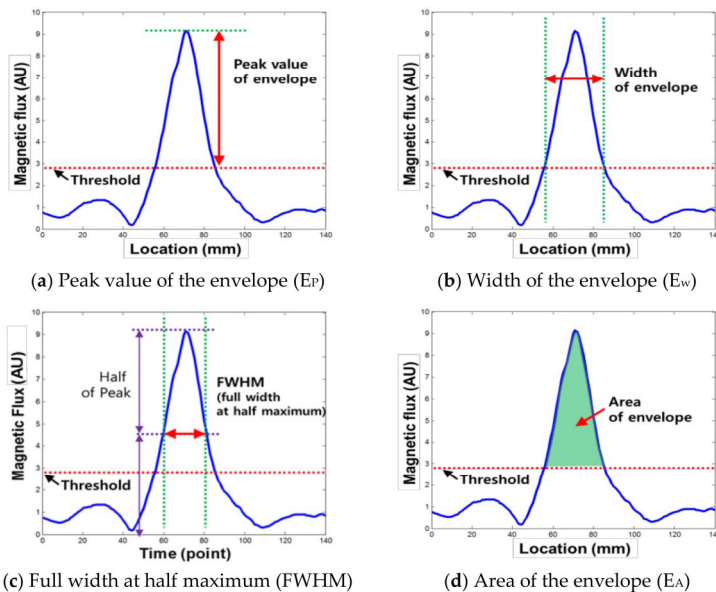 Magnetic flux (AU)
10
9
8
7
6
5
4
3
2
1
0
Peak value
of envelope
Threshold
0 20 40 60 80 100 120 140
Location (mm)
(a) Peak value of the envelope (EP)
Magnetic flux (AU)
10
9
8
7
6
5
4
3
2
1
0
Width
of envelope
Threshold
0 20 40 60 80 100 120 140
Location (mm)
(b) Width of the envelope (EW)
Magnetic Flux (AU)
10
9
8
7
6
5
4
3
2
1
0
Half
of Peak
FWHM
(full width
at half maximum)
Threshold
0 20 40 60 80 100 120 140
Time (point)
(c) Full width at half maximum (FWHM)
Magnetic flux (AU)
10
9
8
7
6
5
4
3
2
1
0
Area
of envelope
Threshold
0 20 40 60 80 100 120 140
Location (mm)
(d) Area of the envelope (EA)